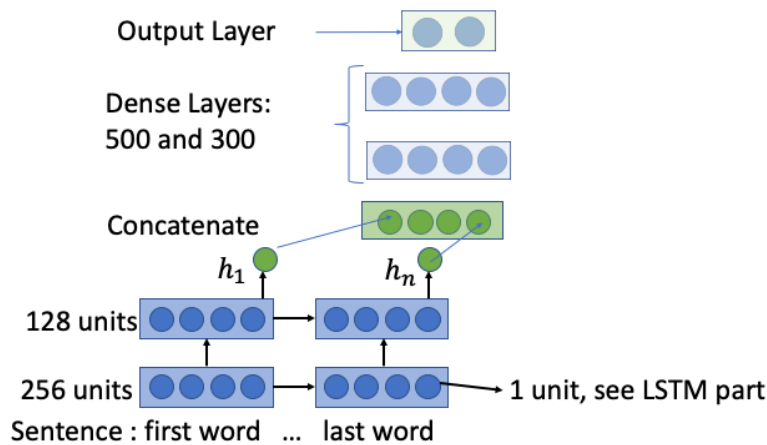 Output Layer
Dense Layers:
500 and 300
Concatenate
h₁ hₙ
128 units
256 units 1 unit, see LSTM part
Sentence : first word ... last word